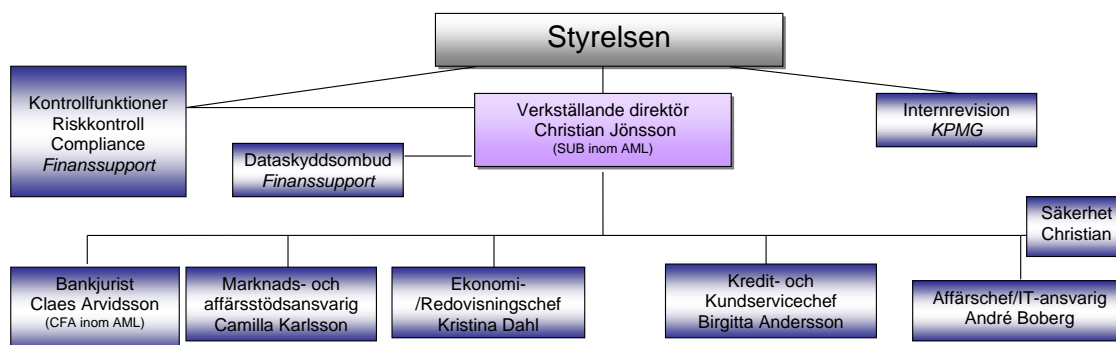 Styrelsen
Kontrollfunktioner
Riskkontroll
Compliance
Finanssupport
Verkställande direktör
Christian Jönsson
(SUB inom AML)
Internrevision
KPMG
Dataskyddsombud
Finanssupport
Säkerhet
Christian
Bankjurist
Claes Arvidsson
(CFA inom AML)
Marknads- och
affärsstödsansvarig
Camilla Karlsson
Ekonomi-
/Redovisningschef
Kristina Dahl
Kredit- och
Kundservicechef
Birgitta Andersson
Affärschef/IT-ansvarig
André Boberg